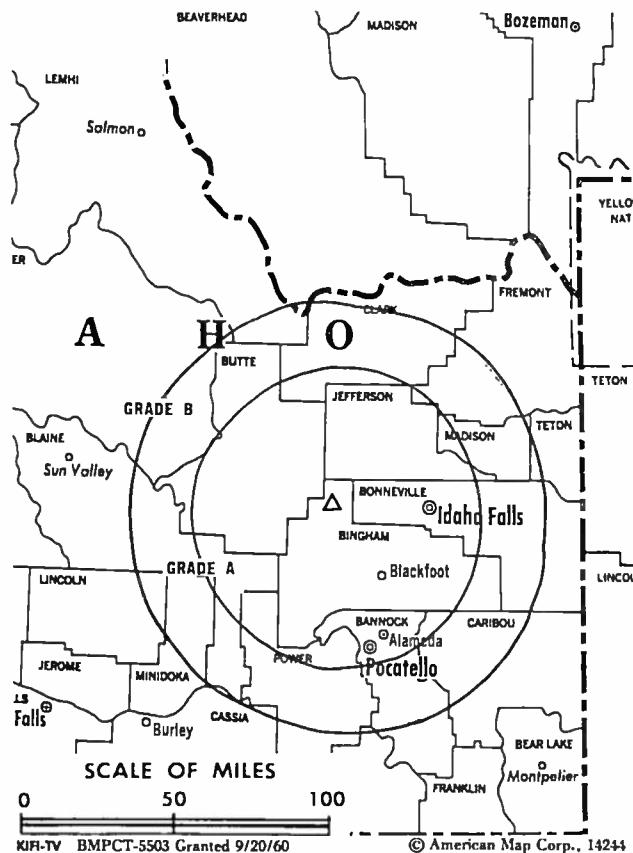 BEAVERHEAD
MADISON
Bozeman
LEMHI
Salmon
YELLO
NAT
ER
FREMONT
CLARK
A H O
BUTTE
TETON
JEFFERSON
GRADE B
BLAINE
MADISON
TETON
Sun Valley
BONNEVILLE
Idaho Falls
BINGHAM
GRADE A
Blackfoot
LINCOLN
LINCOL
BANNOCK
CARIBOU
Alameda
POWER
Pocatello
JEROME
MINIDOKA
LS
Falls
CASSIA
Burley
BEAR LAKE
SCALE OF MILES
Montpelier
FRANKLIN
0 50 100
KIFI-TV BMPCT-5503 Granted 9/20/60 © American Map Corp., 14244